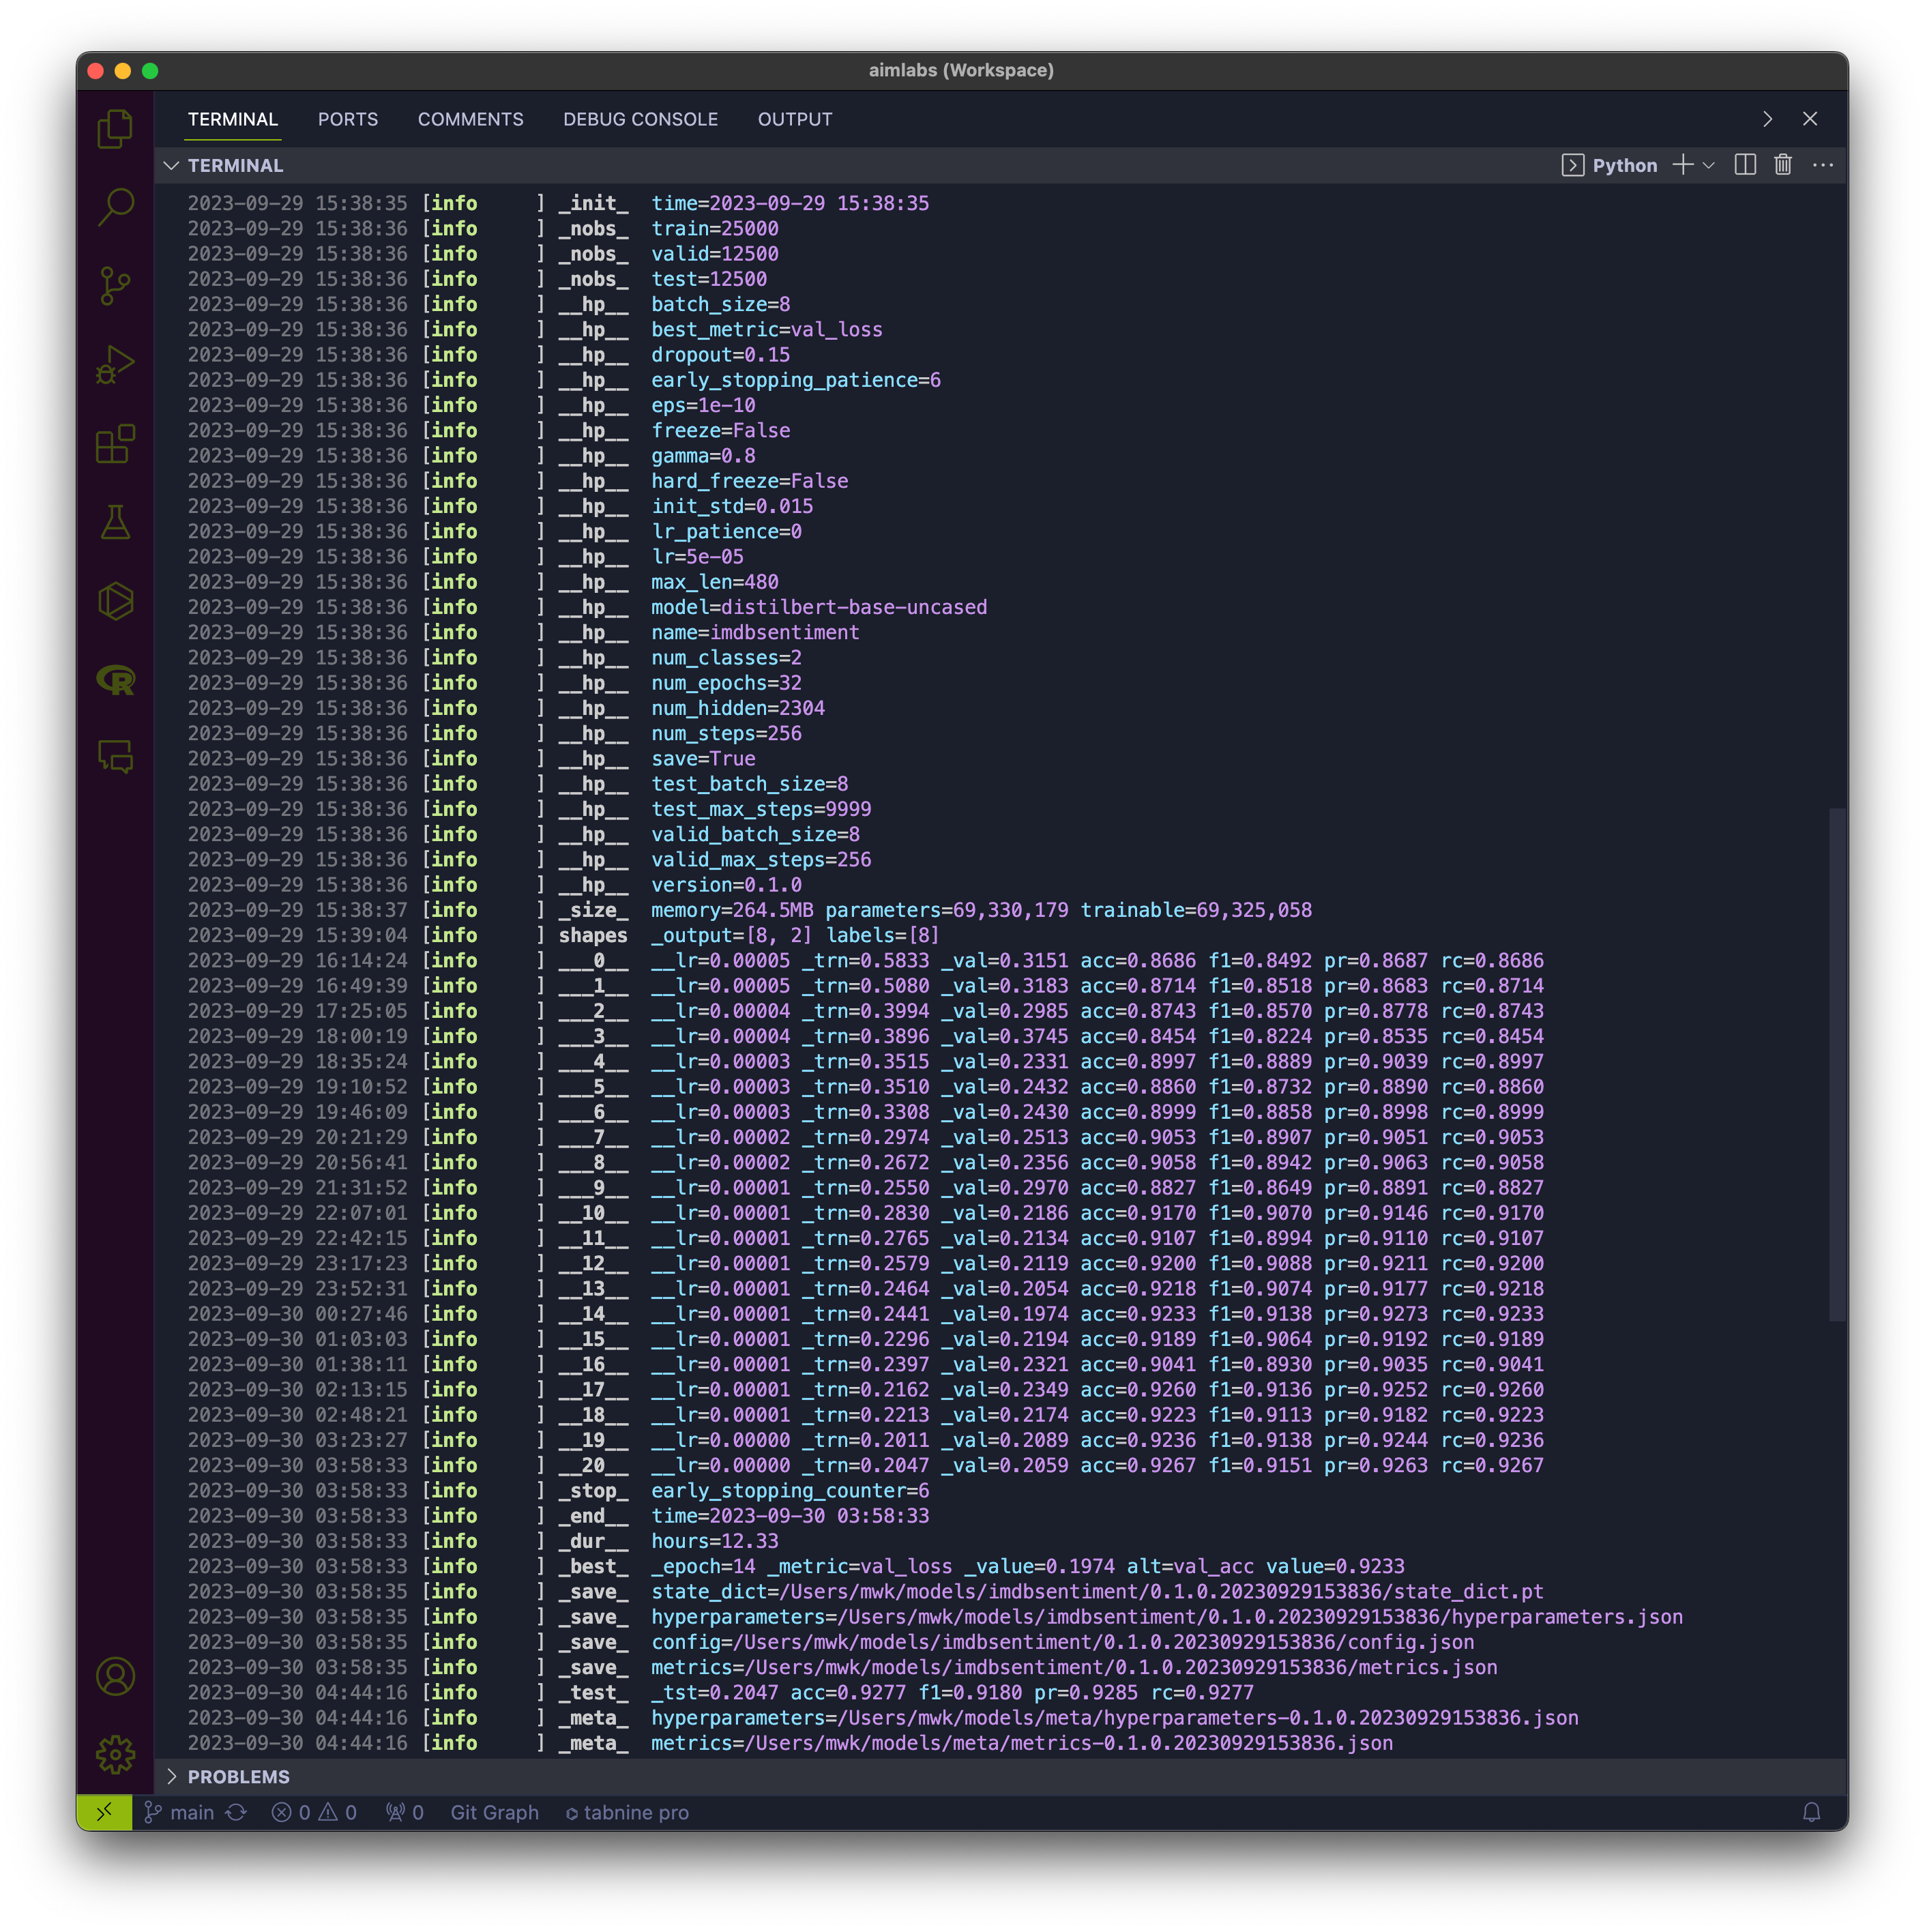 aimlabs (Workspace)
TERMINAL PORTS COMMENTS DEBUG CONSOLE OUTPUT
TERMINAL Python
2023-09-29 15:38:35 [info     ] _init_  time=2023-09-29 15:38:35
2023-09-29 15:38:36 [info     ] _nobs_  train=25000
2023-09-29 15:38:36 [info     ] _nobs_  valid=12500
2023-09-29 15:38:36 [info     ] _nobs_  test=12500
2023-09-29 15:38:36 [info     ] __hp__  batch_size=8
2023-09-29 15:38:36 [info     ] __hp__  best_metric=val_loss
2023-09-29 15:38:36 [info     ] __hp__  dropout=0.15
2023-09-29 15:38:36 [info     ] __hp__  early_stopping_patience=6
2023-09-29 15:38:36 [info     ] __hp__  eps=1e-10
2023-09-29 15:38:36 [info     ] __hp__  freeze=False
2023-09-29 15:38:36 [info     ] __hp__  gamma=0.8
2023-09-29 15:38:36 [info     ] __hp__  hard_freeze=False
2023-09-29 15:38:36 [info     ] __hp__  init_std=0.015
2023-09-29 15:38:36 [info     ] __hp__  lr_patience=0
2023-09-29 15:38:36 [info     ] __hp__  lr=5e-05
2023-09-29 15:38:36 [info     ] __hp__  max_len=480
2023-09-29 15:38:36 [info     ] __hp__  model=distilbert-base-uncased
2023-09-29 15:38:36 [info     ] __hp__  name=imdbsentiment
2023-09-29 15:38:36 [info     ] __hp__  num_classes=2
2023-09-29 15:38:36 [info     ] __hp__  num_epochs=32
2023-09-29 15:38:36 [info     ] __hp__  num_hidden=2304
2023-09-29 15:38:36 [info     ] __hp__  num_steps=256
2023-09-29 15:38:36 [info     ] __hp__  save=True
2023-09-29 15:38:36 [info     ] __hp__  test_batch_size=8
2023-09-29 15:38:36 [info     ] __hp__  test_max_steps=9999
2023-09-29 15:38:36 [info     ] __hp__  valid_batch_size=8
2023-09-29 15:38:36 [info     ] __hp__  valid_max_steps=256
2023-09-29 15:38:36 [info     ] __hp__  version=0.1.0
2023-09-29 15:38:37 [info     ] _size_  memory=264.5MB parameters=69,330,179 trainable=69,325,058
2023-09-29 15:39:04 [info     ] shapes  _output=[8, 2] labels=[8]
2023-09-29 16:14:24 [info     ] ___0__  __lr=0.00005 _trn=0.5833 _val=0.3151 acc=0.8686 f1=0.8492 pr=0.8687 rc=0.8686
2023-09-29 16:49:39 [info     ] ___1__  __lr=0.00005 _trn=0.5080 _val=0.3183 acc=0.8714 f1=0.8518 pr=0.8683 rc=0.8714
2023-09-29 17:25:05 [info     ] ___2__  __lr=0.00004 _trn=0.3994 _val=0.2985 acc=0.8743 f1=0.8570 pr=0.8778 rc=0.8743
2023-09-29 18:00:19 [info     ] ___3__  __lr=0.00004 _trn=0.3896 _val=0.3745 acc=0.8454 f1=0.8224 pr=0.8535 rc=0.8454
2023-09-29 18:35:24 [info     ] ___4__  __lr=0.00003 _trn=0.3515 _val=0.2331 acc=0.8997 f1=0.8889 pr=0.9039 rc=0.8997
2023-09-29 19:10:52 [info     ] ___5__  __lr=0.00003 _trn=0.3510 _val=0.2432 acc=0.8860 f1=0.8732 pr=0.8890 rc=0.8860
2023-09-29 19:46:09 [info     ] ___6__  __lr=0.00003 _trn=0.3308 _val=0.2430 acc=0.8999 f1=0.8858 pr=0.8998 rc=0.8999
2023-09-29 20:21:29 [info     ] ___7__  __lr=0.00002 _trn=0.2974 _val=0.2513 acc=0.9053 f1=0.8907 pr=0.9051 rc=0.9053
2023-09-29 20:56:41 [info     ] ___8__  __lr=0.00002 _trn=0.2672 _val=0.2356 acc=0.9058 f1=0.8942 pr=0.9063 rc=0.9058
2023-09-29 21:31:52 [info     ] ___9__  __lr=0.00001 _trn=0.2550 _val=0.2970 acc=0.8827 f1=0.8649 pr=0.8891 rc=0.8827
2023-09-29 22:07:01 [info     ] __10__  __lr=0.00001 _trn=0.2830 _val=0.2186 acc=0.9170 f1=0.9070 pr=0.9146 rc=0.9170
2023-09-29 22:42:15 [info     ] __11__  __lr=0.00001 _trn=0.2765 _val=0.2134 acc=0.9107 f1=0.8994 pr=0.9110 rc=0.9107
2023-09-29 23:17:23 [info     ] __12__  __lr=0.00001 _trn=0.2579 _val=0.2119 acc=0.9200 f1=0.9088 pr=0.9211 rc=0.9200
2023-09-29 23:52:31 [info     ] __13__  __lr=0.00001 _trn=0.2464 _val=0.2054 acc=0.9218 f1=0.9074 pr=0.9177 rc=0.9218
2023-09-30 00:27:46 [info     ] __14__  __lr=0.00001 _trn=0.2441 _val=0.1974 acc=0.9233 f1=0.9138 pr=0.9273 rc=0.9233
2023-09-30 01:03:03 [info     ] __15__  __lr=0.00001 _trn=0.2296 _val=0.2194 acc=0.9189 f1=0.9064 pr=0.9192 rc=0.9189
2023-09-30 01:38:11 [info     ] __16__  __lr=0.00001 _trn=0.2397 _val=0.2321 acc=0.9041 f1=0.8930 pr=0.9035 rc=0.9041
2023-09-30 02:13:15 [info     ] __17__  __lr=0.00001 _trn=0.2162 _val=0.2349 acc=0.9260 f1=0.9136 pr=0.9252 rc=0.9260
2023-09-30 02:48:21 [info     ] __18__  __lr=0.00001 _trn=0.2213 _val=0.2174 acc=0.9223 f1=0.9113 pr=0.9182 rc=0.9223
2023-09-30 03:23:27 [info     ] __19__  __lr=0.00000 _trn=0.2011 _val=0.2089 acc=0.9236 f1=0.9138 pr=0.9244 rc=0.9236
2023-09-30 03:58:33 [info     ] __20__  __lr=0.00000 _trn=0.2047 _val=0.2059 acc=0.9267 f1=0.9151 pr=0.9263 rc=0.9267
2023-09-30 03:58:33 [info     ] _stop_  early_stopping_counter=6
2023-09-30 03:58:33 [info     ] _end__  time=2023-09-30 03:58:33
2023-09-30 03:58:33 [info     ] _dur__  hours=12.33
2023-09-30 03:58:33 [info     ] _best_  _epoch=14 _metric=val_loss _value=0.1974 alt=val_acc value=0.9233
2023-09-30 03:58:35 [info     ] _save_  state_dict=/Users/mwk/models/imdbsentiment/0.1.0.20230929153836/state_dict.pt
2023-09-30 03:58:35 [info     ] _save_  hyperparameters=/Users/mwk/models/imdbsentiment/0.1.0.20230929153836/hyperparameters.json
2023-09-30 03:58:35 [info     ] _save_  config=/Users/mwk/models/imdbsentiment/0.1.0.20230929153836/config.json
2023-09-30 03:58:35 [info     ] _save_  metrics=/Users/mwk/models/imdbsentiment/0.1.0.20230929153836/metrics.json
2023-09-30 04:44:16 [info     ] _test_  _tst=0.2047 acc=0.9277 f1=0.9180 pr=0.9285 rc=0.9277
2023-09-30 04:44:16 [info     ] _meta_  hyperparameters=/Users/mwk/models/meta/hyperparameters-0.1.0.20230929153836.json
2023-09-30 04:44:16 [info     ] _meta_  metrics=/Users/mwk/models/meta/metrics-0.1.0.20230929153836.json
PROBLEMS
main 0 0 0 Git Graph tabnine pro